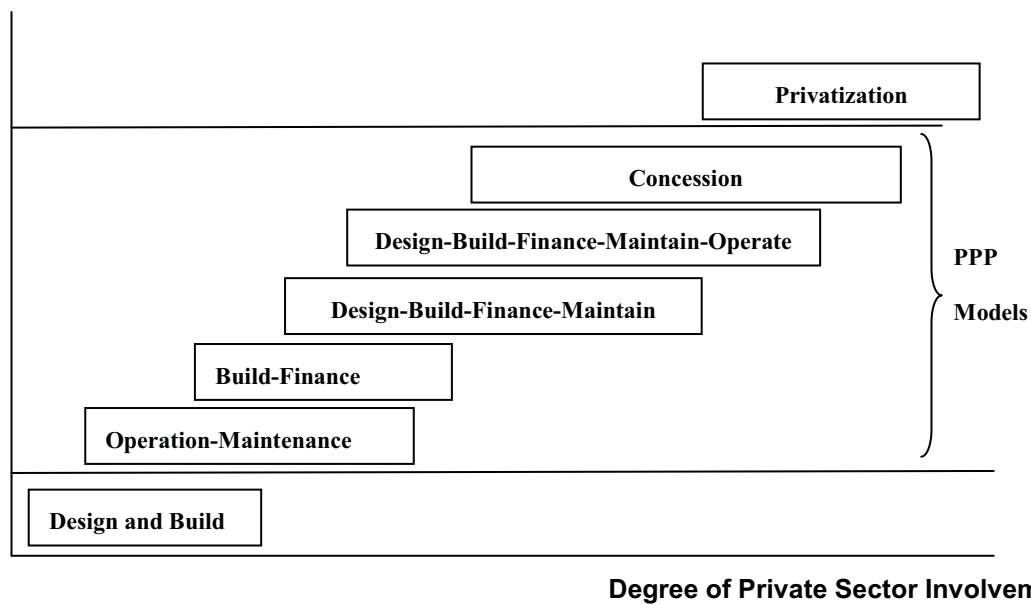 Privatization
Concession
Design-Build-Finance-Maintain-Operate
PPP
Models
Design-Build-Finance-Maintain
Build-Finance
Operation-Maintenance
Design and Build
Degree of Private Sector Involvem